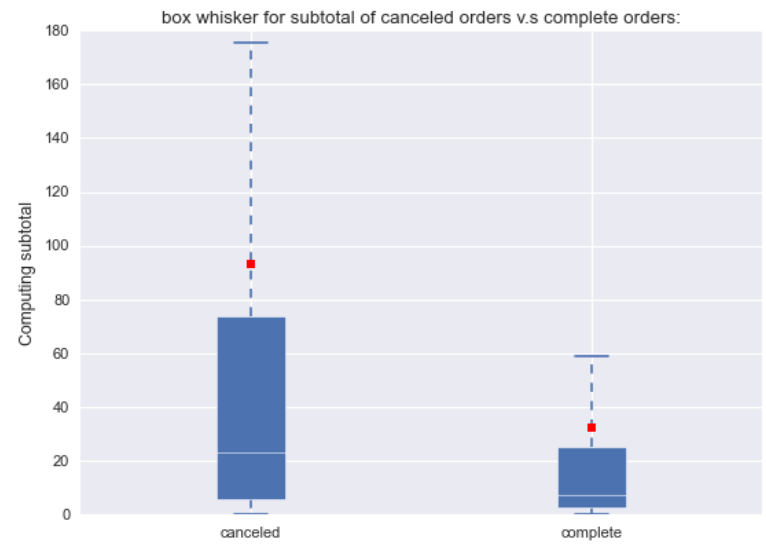 box whisker for subtotal of canceled orders v.s complete orders:
Computing subtotal
180
160
140
120
100
80
60
40
20
0
canceled
complete